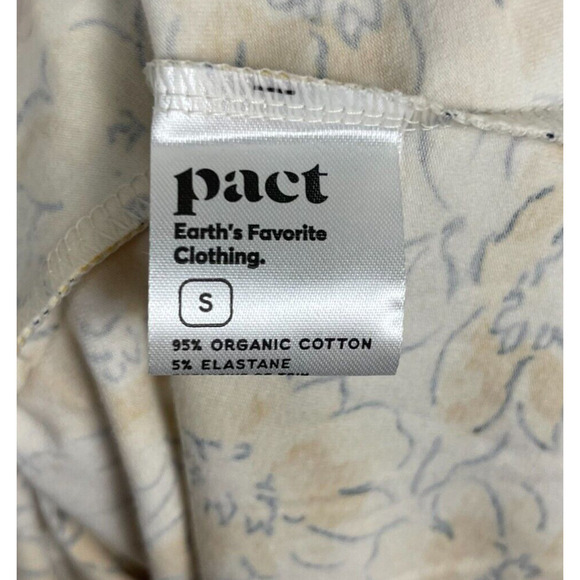 pact
Earth's Favorite
Clothing.
S
95% ORGANIC COTTON
5% ELASTANE